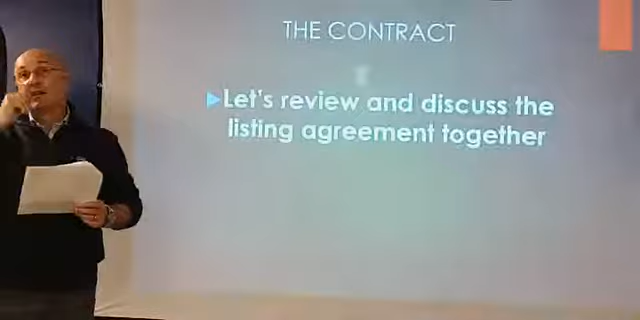 THE CONTRACT
Let's review and discuss the
listing agreement together